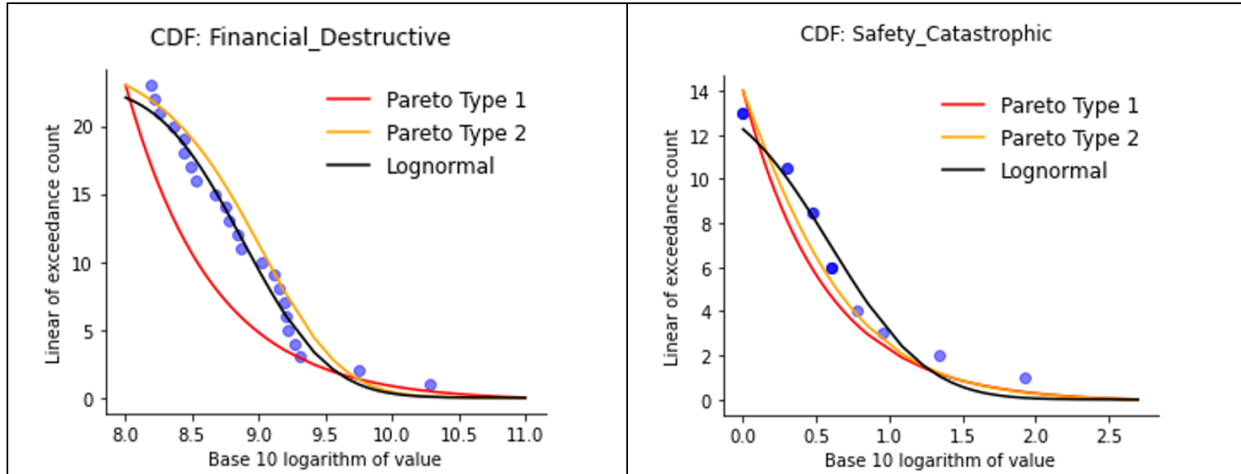 CDF: Financial_Destructive
Pareto Type 1
Pareto Type 2
Lognormal
Linear of exceedance count
20
15
10
5
0
8.0 8.5 9.0 9.5 10.0 10.5 11.0
Base 10 logarithm of value
CDF: Safety_Catastrophic
Pareto Type 1
Pareto Type 2
Lognormal
Linear of exceedance count
14
12
10
8
6
4
2
0
0.0 0.5 1.0 1.5 2.0 2.5
Base 10 logarithm of value